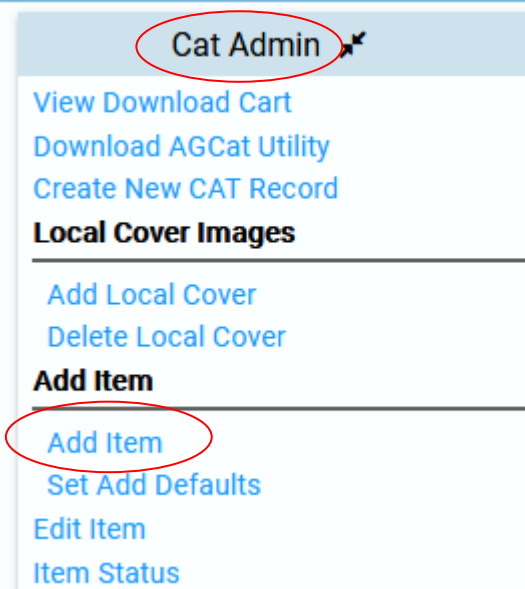 Cat Admin
View Download Cart
Download AGCat Utility
Create New CAT Record
Local Cover Images
Add Local Cover
Delete Local Cover
Add Item
Add Item
Set Add Defaults
Edit Item
Item Status